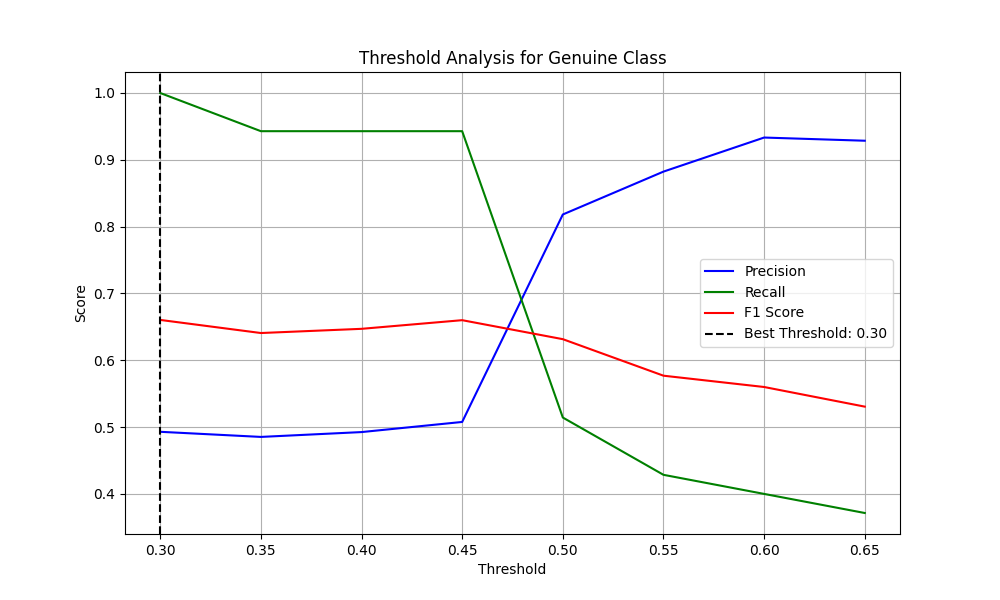 Threshold Analysis for Genuine Class
Score
1.0
0.9
0.8
0.7
0.6
0.5
0.4
Precision
Recall
F1 Score
Best Threshold: 0.30
0.30 0.35 0.40 0.45 0.50 0.55 0.60 0.65
Threshold